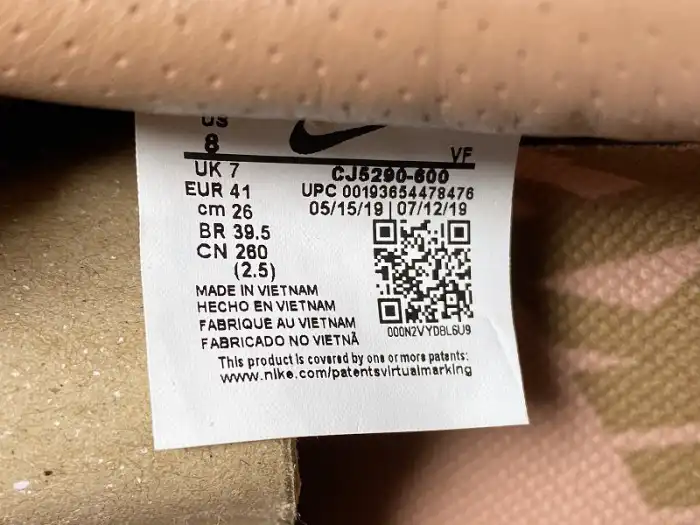 US
8
VF
UK 7
CJ5290-600
EUR 41
UPC 00193654478476
cm 26
05/15/19 | 07/12/19
BR 39.5
CN 260
(2.5)
MADE IN VIETNAM
HECHO EN VIETNAM
FABRIQUE AU VIETNAM
FABRICADO NO VIETNÃ
000N2VYDBL6U9
This product is covered by one or more patents:
www.nike.com/patentsvirtualmarking